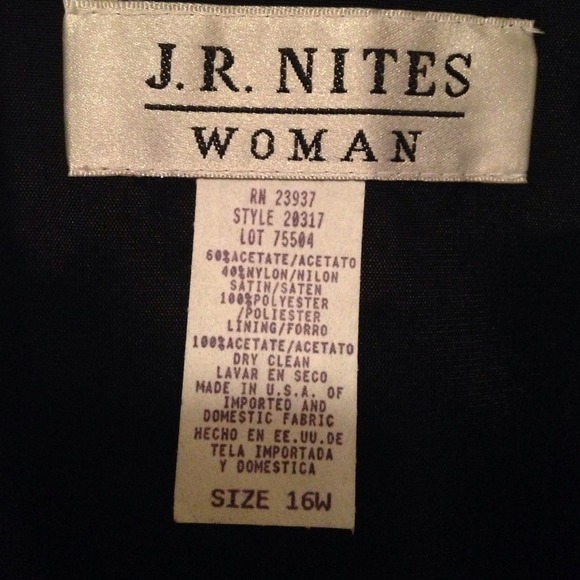 J.R. NITES
WOMAN
RN 23937
STYLE 20317
LOT 75504
60%ACETATE/ACETATO
40%NYLON/NILON
SATIN/SATEN
100%POLYESTER
/POLIESTER
LINING/FORRO
100%ACETATE/ACETATO
DRY CLEAN
LAVAR EN SECO
MADE IN U.S.A. OF
IMPORTED AND
DOMESTIC FABRIC
HECHO EN EE.UU.DE
TELA IMPORTADA
Y DOMESTICA
SIZE 16W